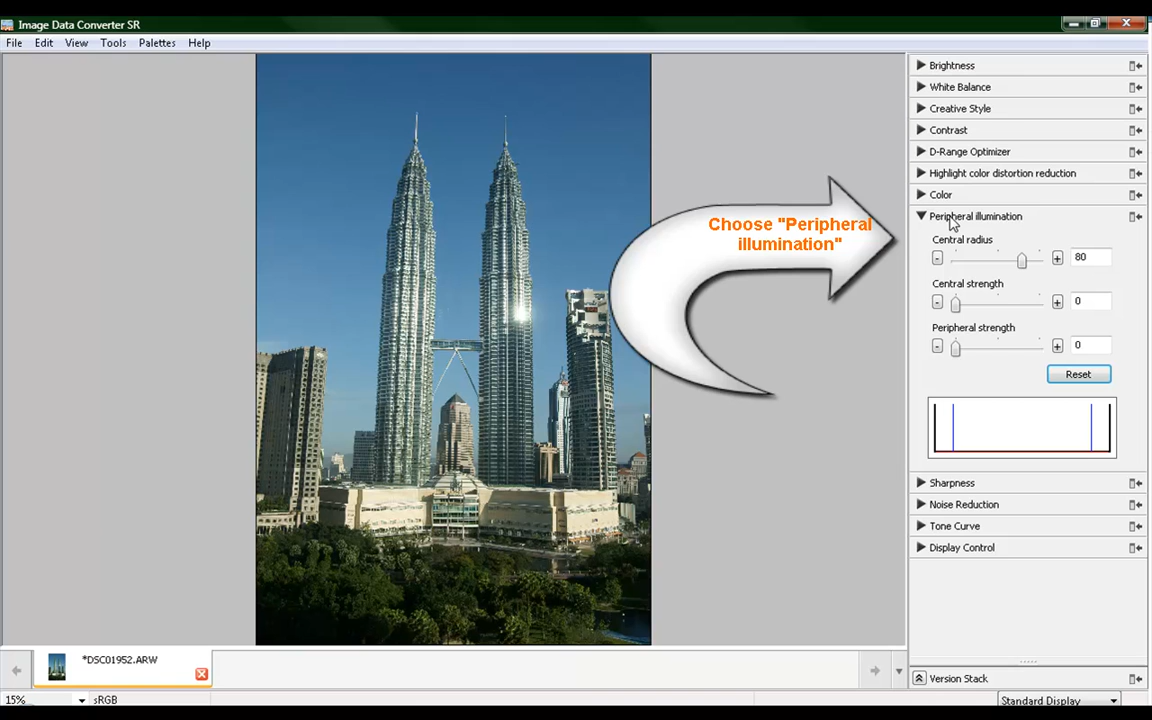 Image Data Converter SR
File Edit View Tools Palettes Help
Brightness
White Balance
Creative Style
Contrast
D-Range Optimizer
Highlight color distortion reduction
Color
Choose "Peripheral
illumination"
Peripheral illumination
Central radius
- + 80
Central strength
- + 0
Peripheral strength
- + 0
Reset
Sharpness
Noise Reduction
Tone Curve
Display Control
*DSC01952.ARW
Version Stack
15% sRGB Standard Display